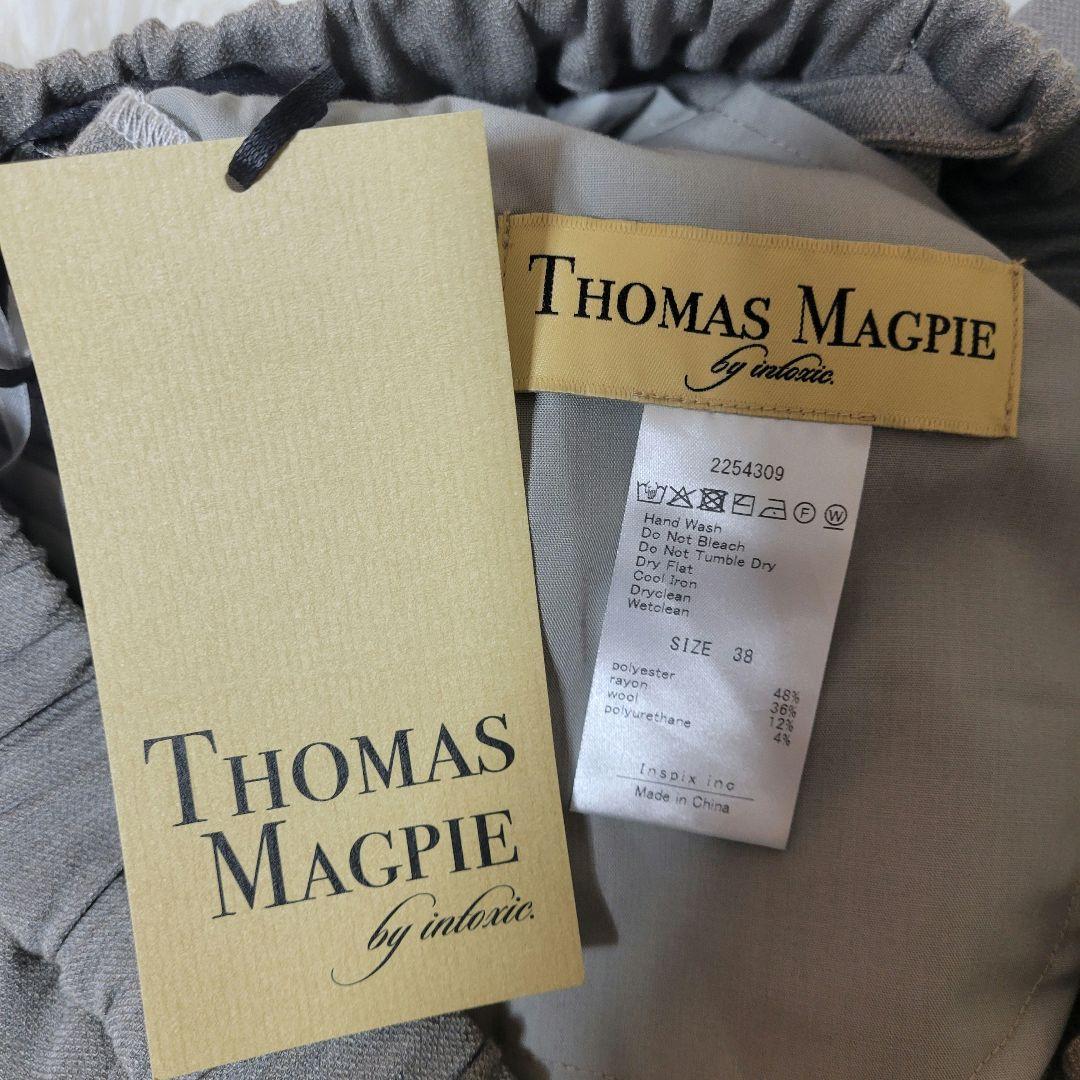 THOMAS
MAGPIE
by intoxic.
THOMAS MAGPIE
by intoxic.
2254309
F W
Hand Wash
Do Not Bleach
Do Not Tumble Dry
Dry Flat
Cool Iron
Dryclean
Wetclean
SIZE 38
polyester 48%
rayon 36%
wool 12%
polyurethane 4%
Inspix inc
Made in China